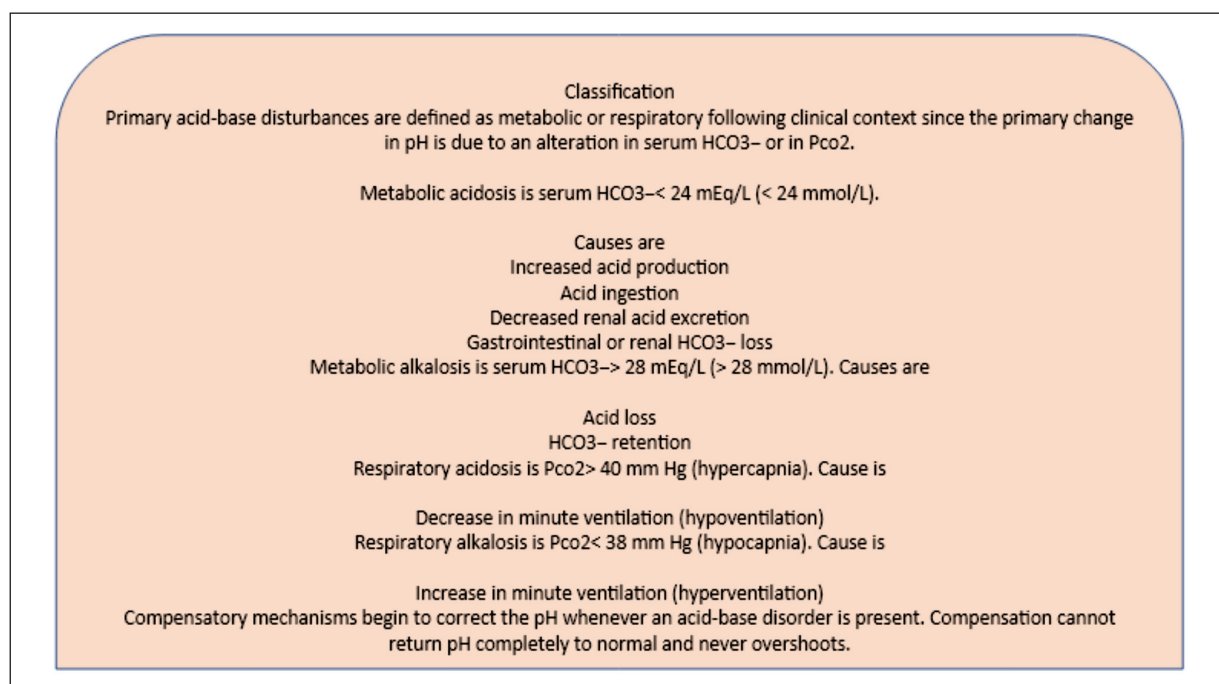 Classification
Primary acid-base disturbances are defined as metabolic or respiratory following clinical context since the primary change
in pH is due to an alteration in serum HCO3− or in Pco2.
Metabolic acidosis is serum HCO3−< 24 mEq/L (< 24 mmol/L).
Causes are
Increased acid production
Acid ingestion
Decreased renal acid excretion
Gastrointestinal or renal HCO3− loss
Metabolic alkalosis is serum HCO3−> 28 mEq/L (> 28 mmol/L). Causes are
Acid loss
HCO3− retention
Respiratory acidosis is Pco2> 40 mm Hg (hypercapnia). Cause is
Decrease in minute ventilation (hypoventilation)
Respiratory alkalosis is Pco2< 38 mm Hg (hypocapnia). Cause is
Increase in minute ventilation (hyperventilation)
Compensatory mechanisms begin to correct the pH whenever an acid-base disorder is present. Compensation cannot
return pH completely to normal and never overshoots.